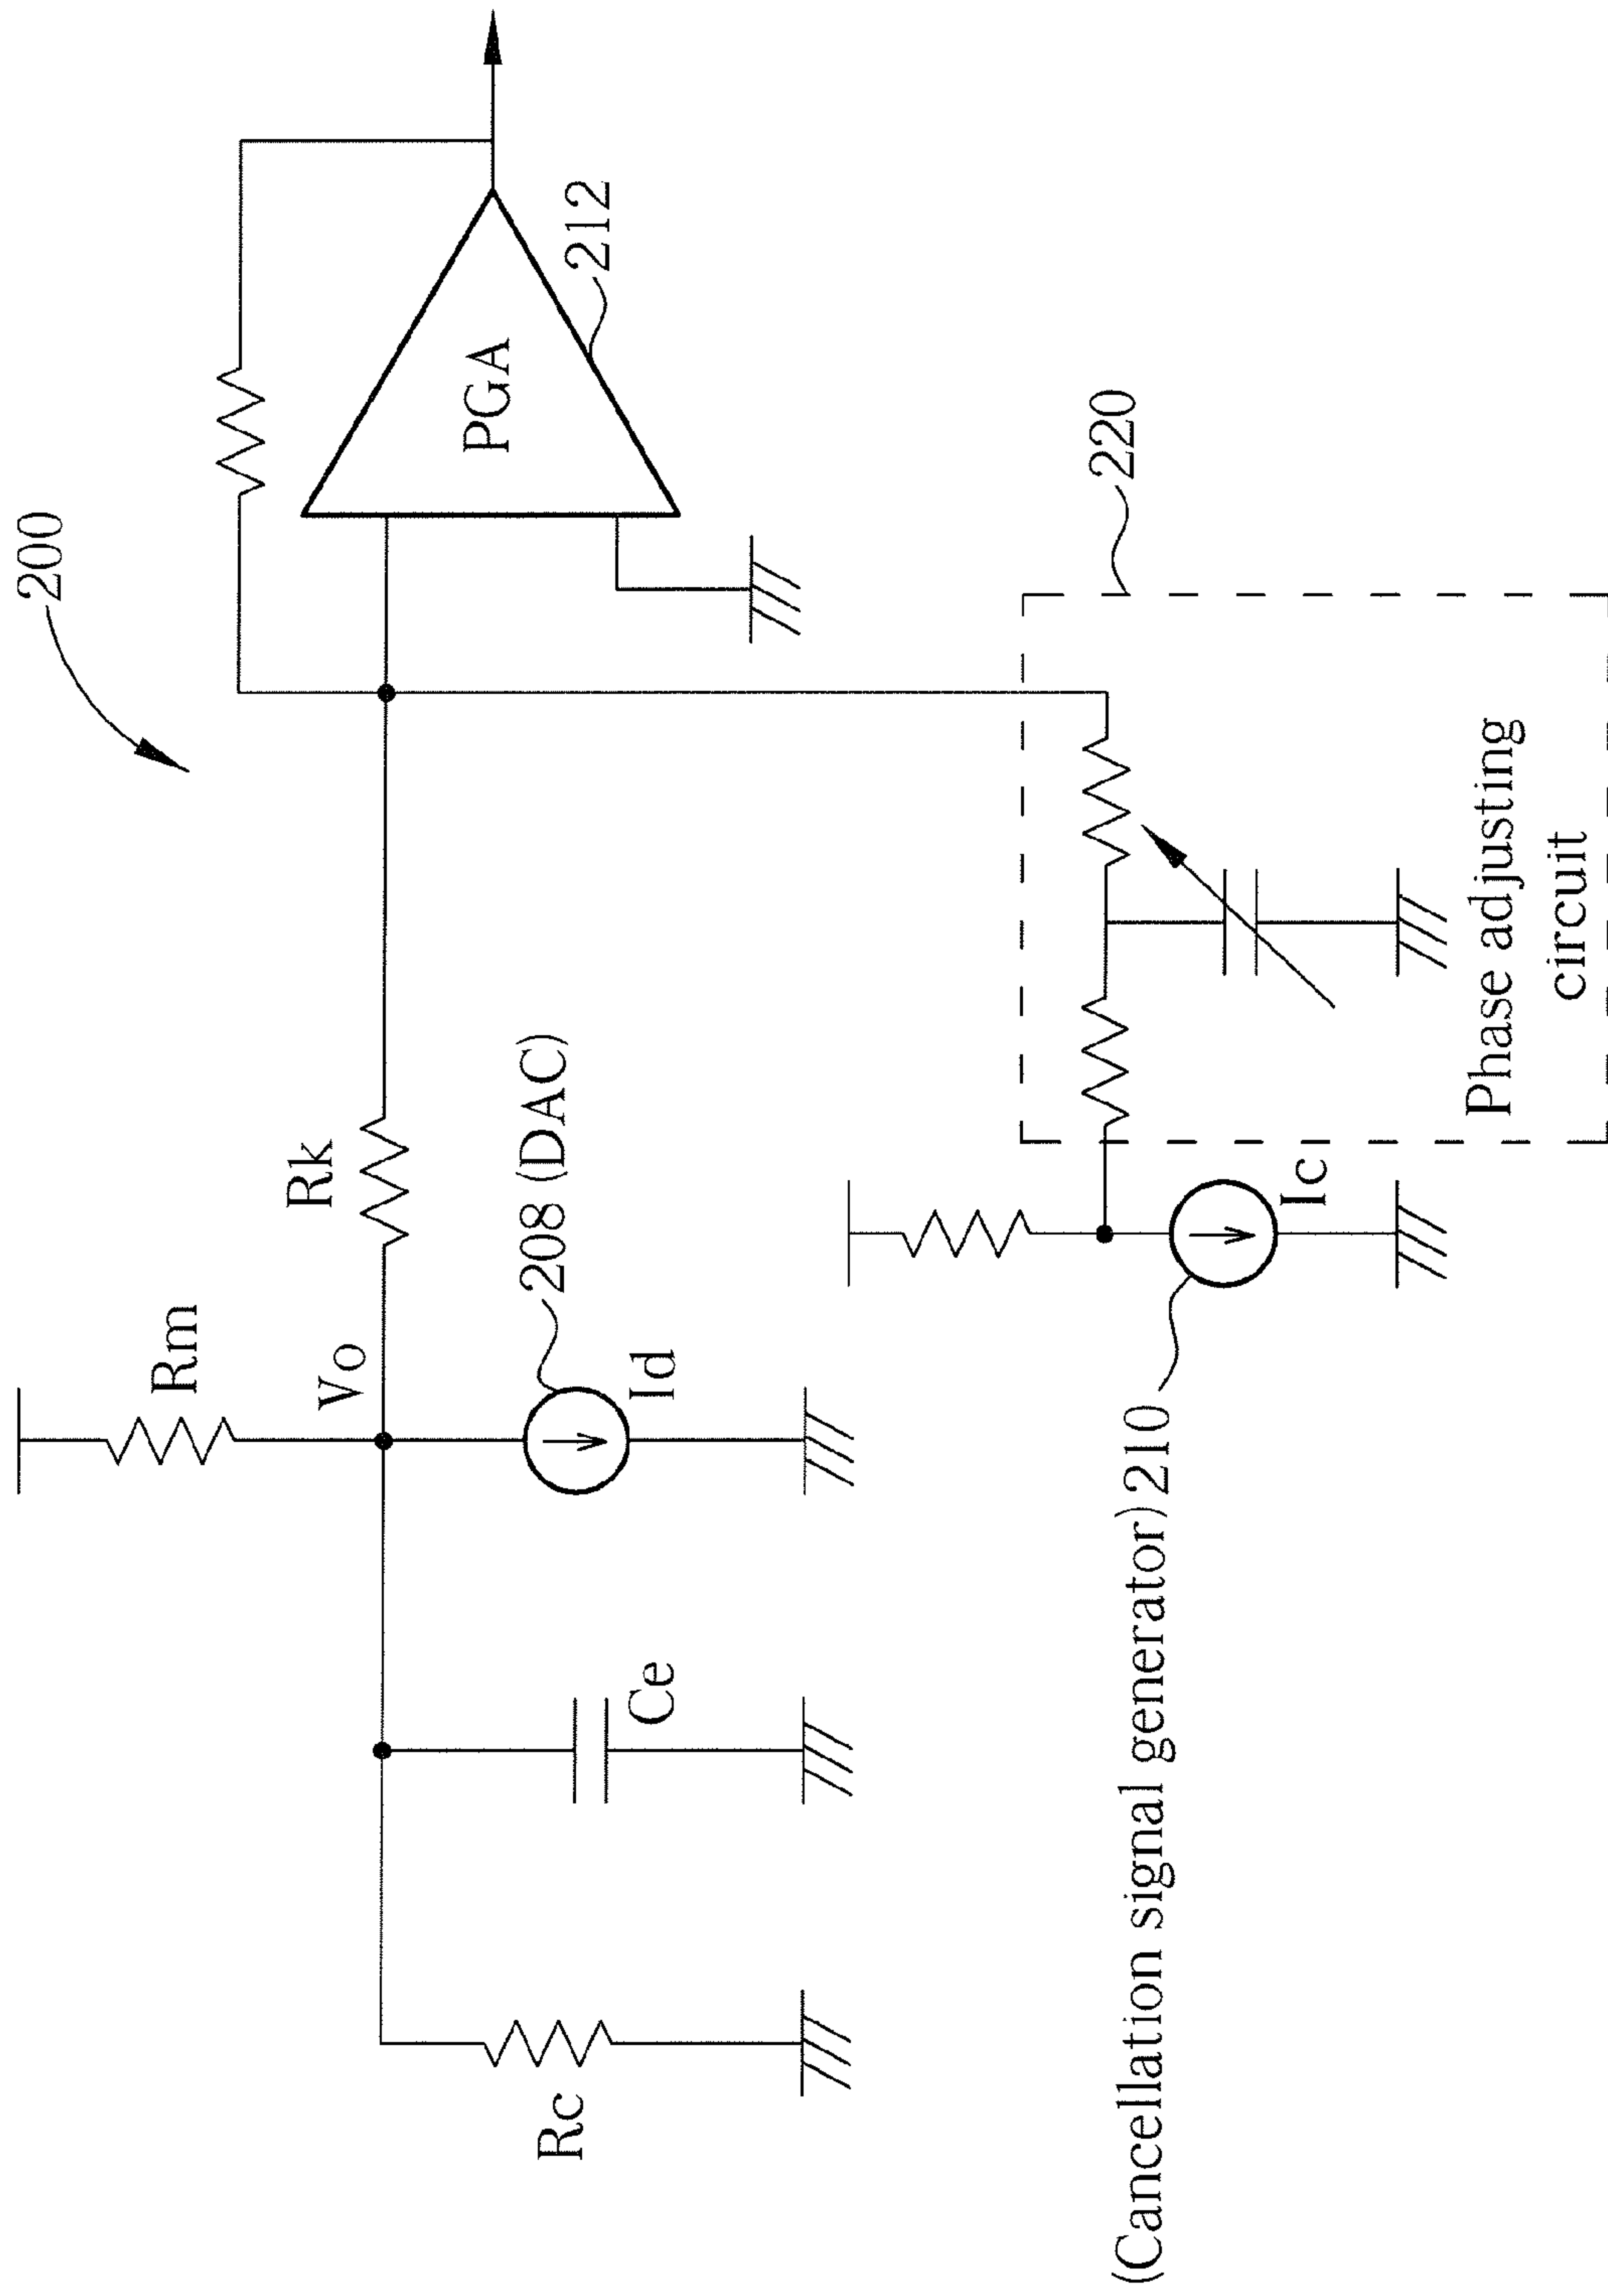 200
PGA
212
Rm
Vo
Rk
208 (DAC)
Id
Ce
Rc
220
Phase adjusting
circuit
Ic
(Cancellation signal generator)210